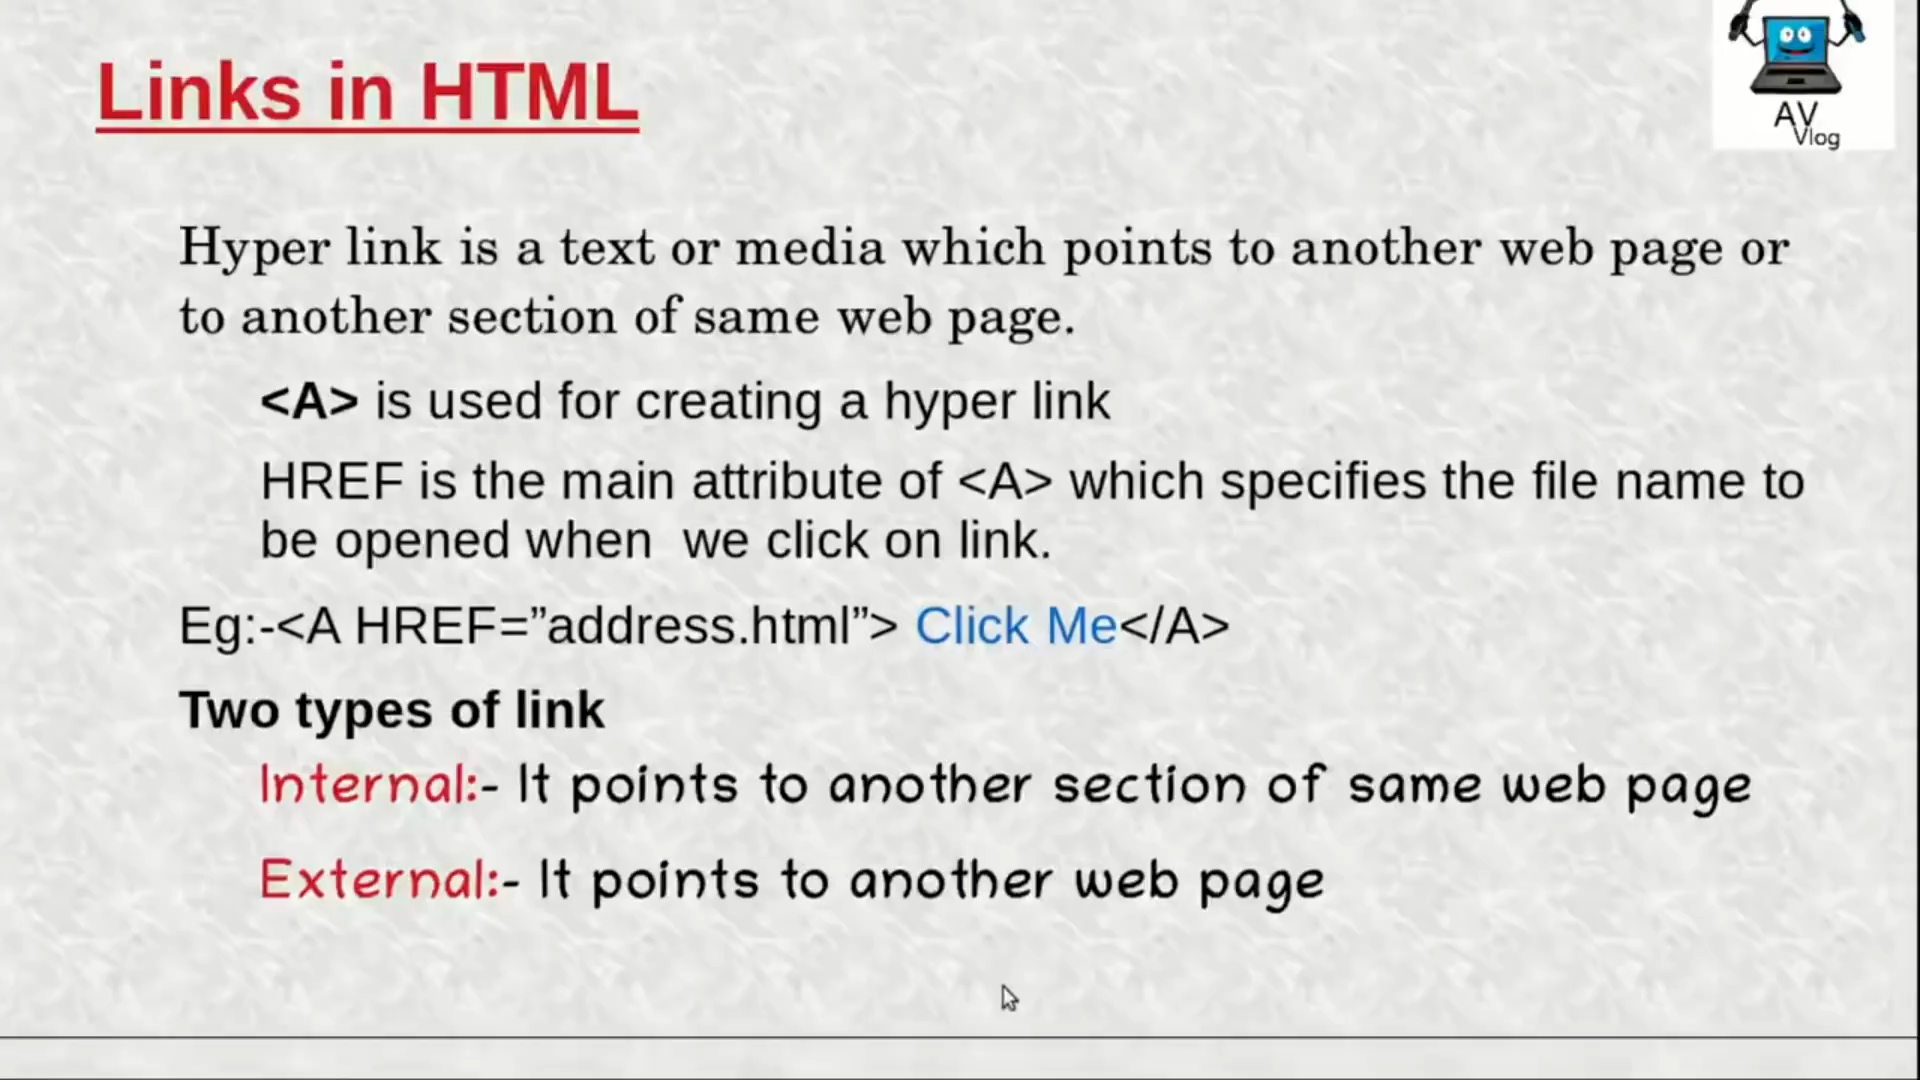 Links in HTML
AV
Vlog
Hyper link is a text or media which points to another web page or
to another section of same web page.
<A> is used for creating a hyper link
HREF is the main attribute of <A> which specifies the file name to
be opened when  we click on link.
Eg:-<A HREF=”address.html”> Click Me</A>
Two types of link
Internal:- It points to another section of same web page
External:- It points to another web page